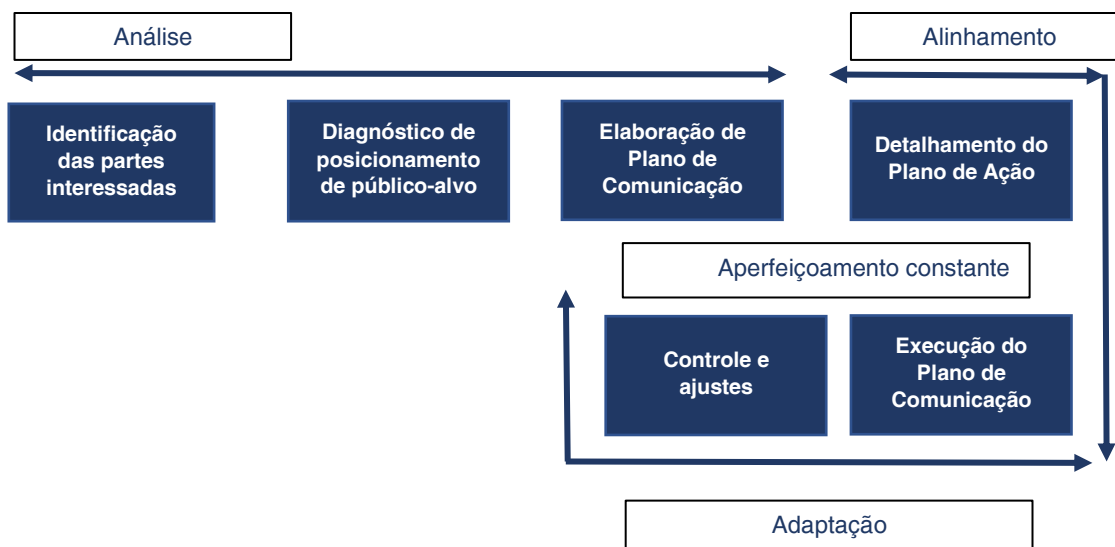 Análise
Alinhamento
Identificação
das partes
interessadas
Diagnóstico de
posicionamento
de público-alvo
Elaboração de
Plano de
Comunicação
Detalhamento do
Plano de Ação
Aperfeiçoamento constante
Controle e
ajustes
Execução do
Plano de
Comunicação
Adaptação